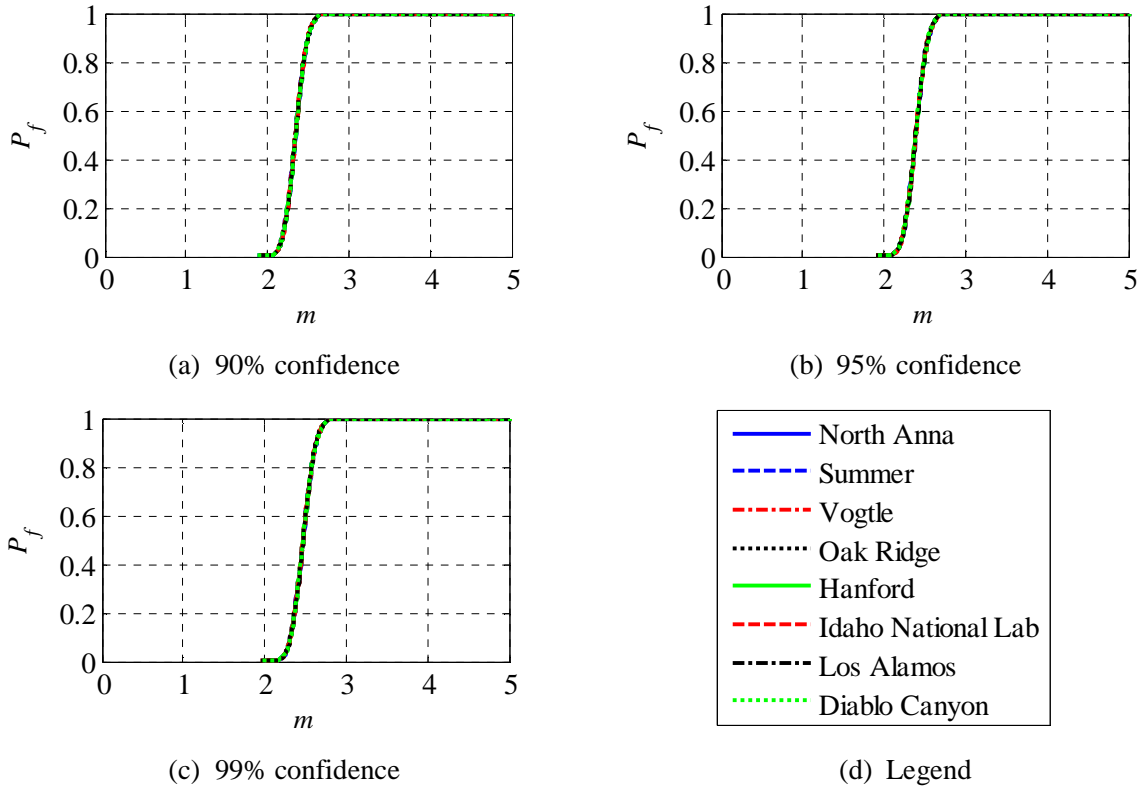 1
0.8
0.6
0.4
0.2
0
P_f
0 1 2 3 4 5
m
(a) 90% confidence
1
0.8
0.6
0.4
0.2
0
P_f
0 1 2 3 4 5
m
(b) 95% confidence
1
0.8
0.6
0.4
0.2
0
P_f
0 1 2 3 4 5
m
(c) 99% confidence
North Anna
Summer
Vogtle
Oak Ridge
Hanford
Idaho National Lab
Los Alamos
Diablo Canyon
(d) Legend